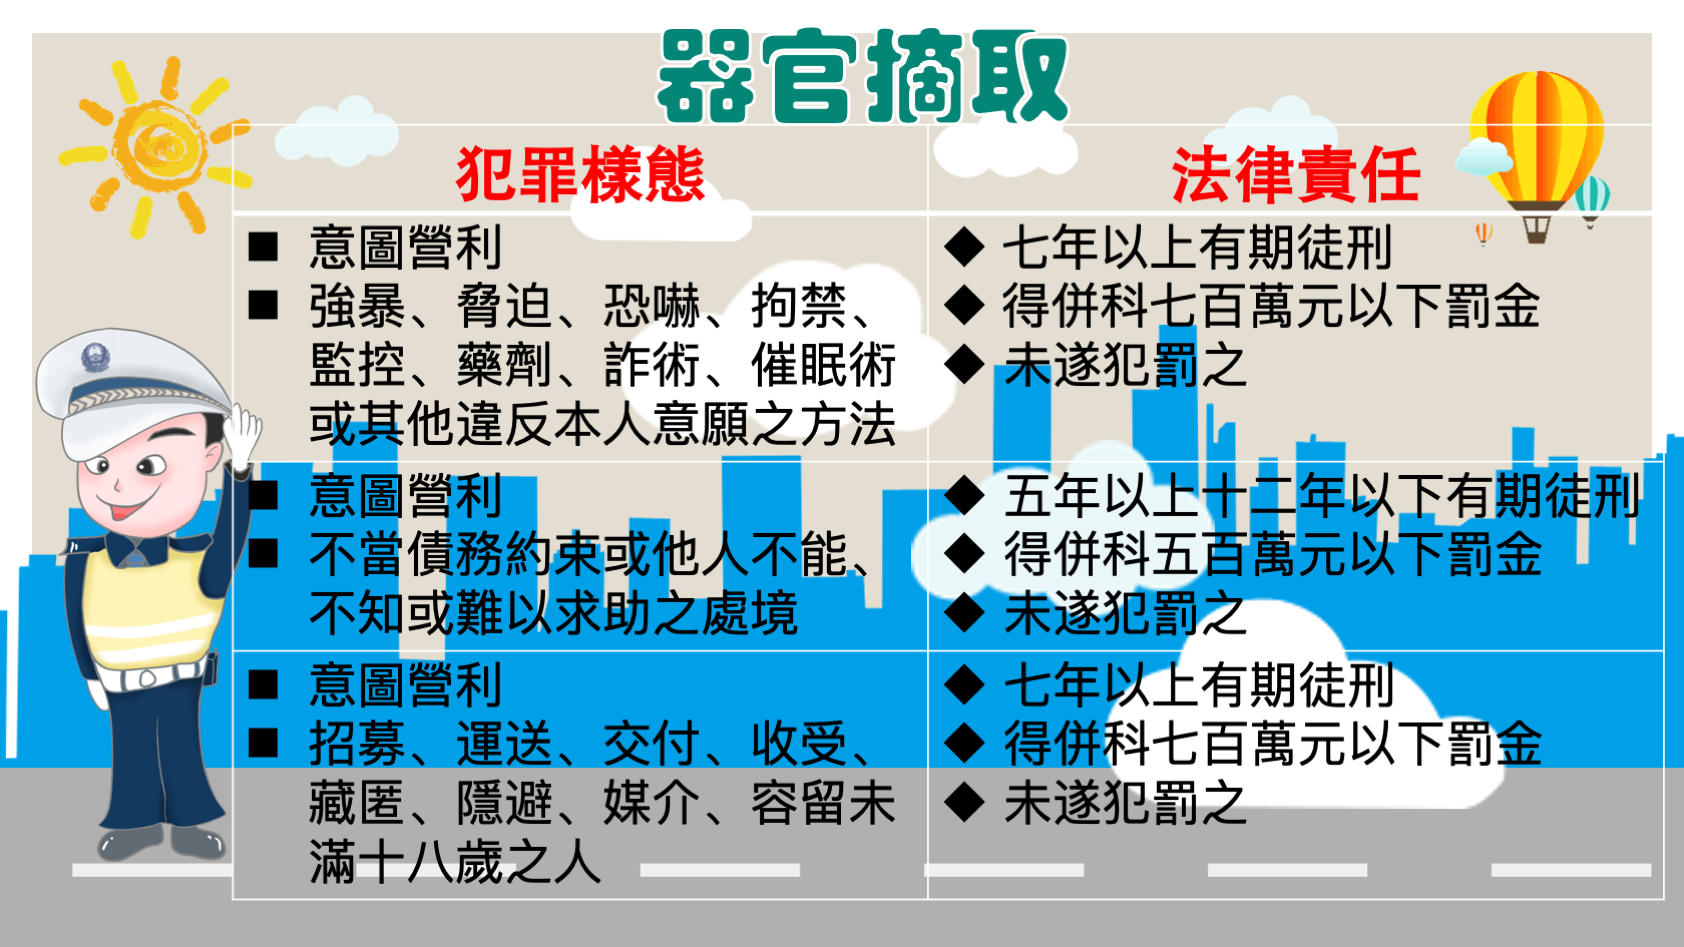 器官摘取
犯罪樣態
法律責任
■ 意圖營利
■ 強暴、脅迫、恐嚇、拘禁、
監控、藥劑、詐術、催眠術
或其他違反本人意願之方法
◆ 七年以上有期徒刑
◆ 得併科七百萬元以下罰金
◆ 未遂犯罰之
■ 意圖營利
■ 不當債務約束或他人不能、
不知或難以求助之處境
◆ 五年以上十二年以下有期徒刑
◆ 得併科五百萬元以下罰金
◆ 未遂犯罰之
■ 意圖營利
■ 招募、運送、交付、收受、
藏匿、隱避、媒介、容留未
滿十八歲之人
◆ 七年以上有期徒刑
◆ 得併科七百萬元以下罰金
◆ 未遂犯罰之